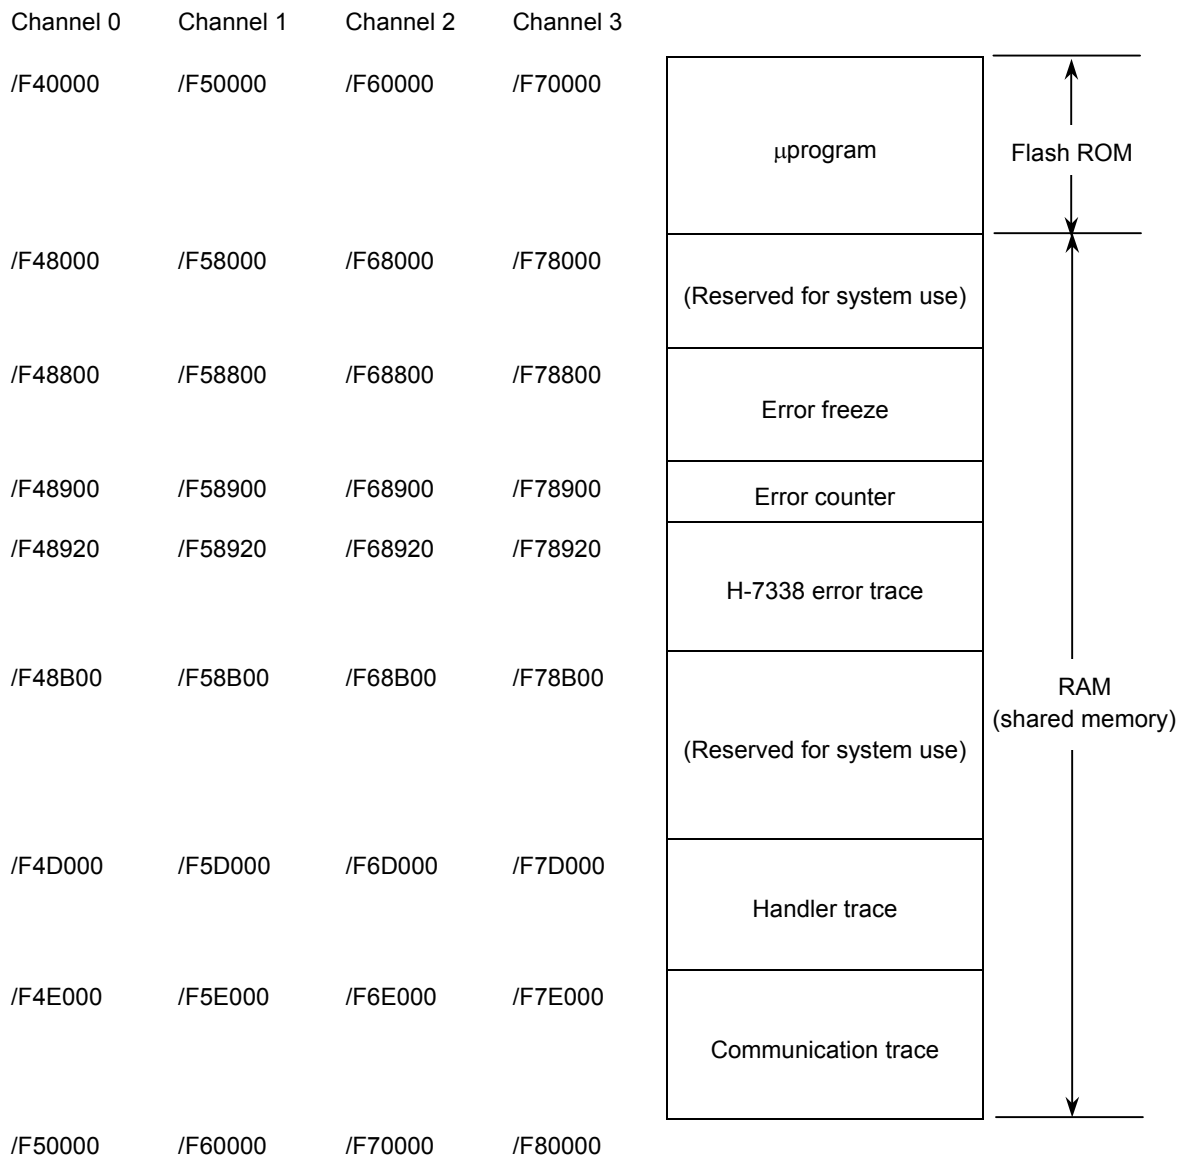 Channel 0 Channel 1 Channel 2 Channel 3
/F40000 /F50000 /F60000 /F70000
μprogram Flash ROM
/F48000 /F58000 /F68000 /F78000
(Reserved for system use)
/F48800 /F58800 /F68800 /F78800
Error freeze
/F48900 /F58900 /F68900 /F78900
Error counter
/F48920 /F58920 /F68920 /F78920
H-7338 error trace
/F48B00 /F58B00 /F68B00 /F78B00
RAM
(shared memory)
(Reserved for system use)
/F4D000 /F5D000 /F6D000 /F7D000
Handler trace
/F4E000 /F5E000 /F6E000 /F7E000
Communication trace
/F50000 /F60000 /F70000 /F80000